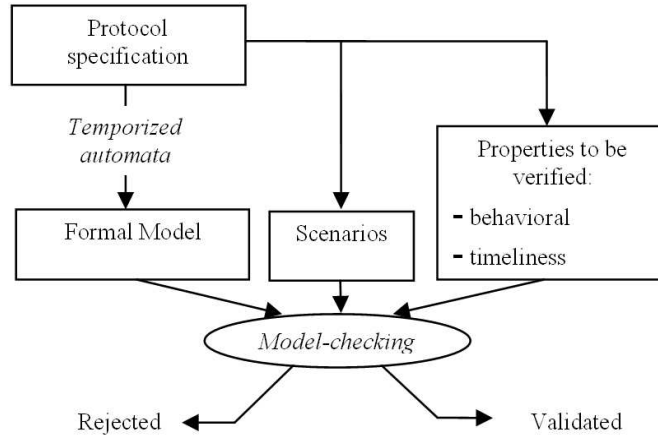 Protocol
specification
Temporized
automata
Properties to be
verified:
- behavioral
- timeliness
Formal Model
Scenarios
Model-checking
Rejected
Validated